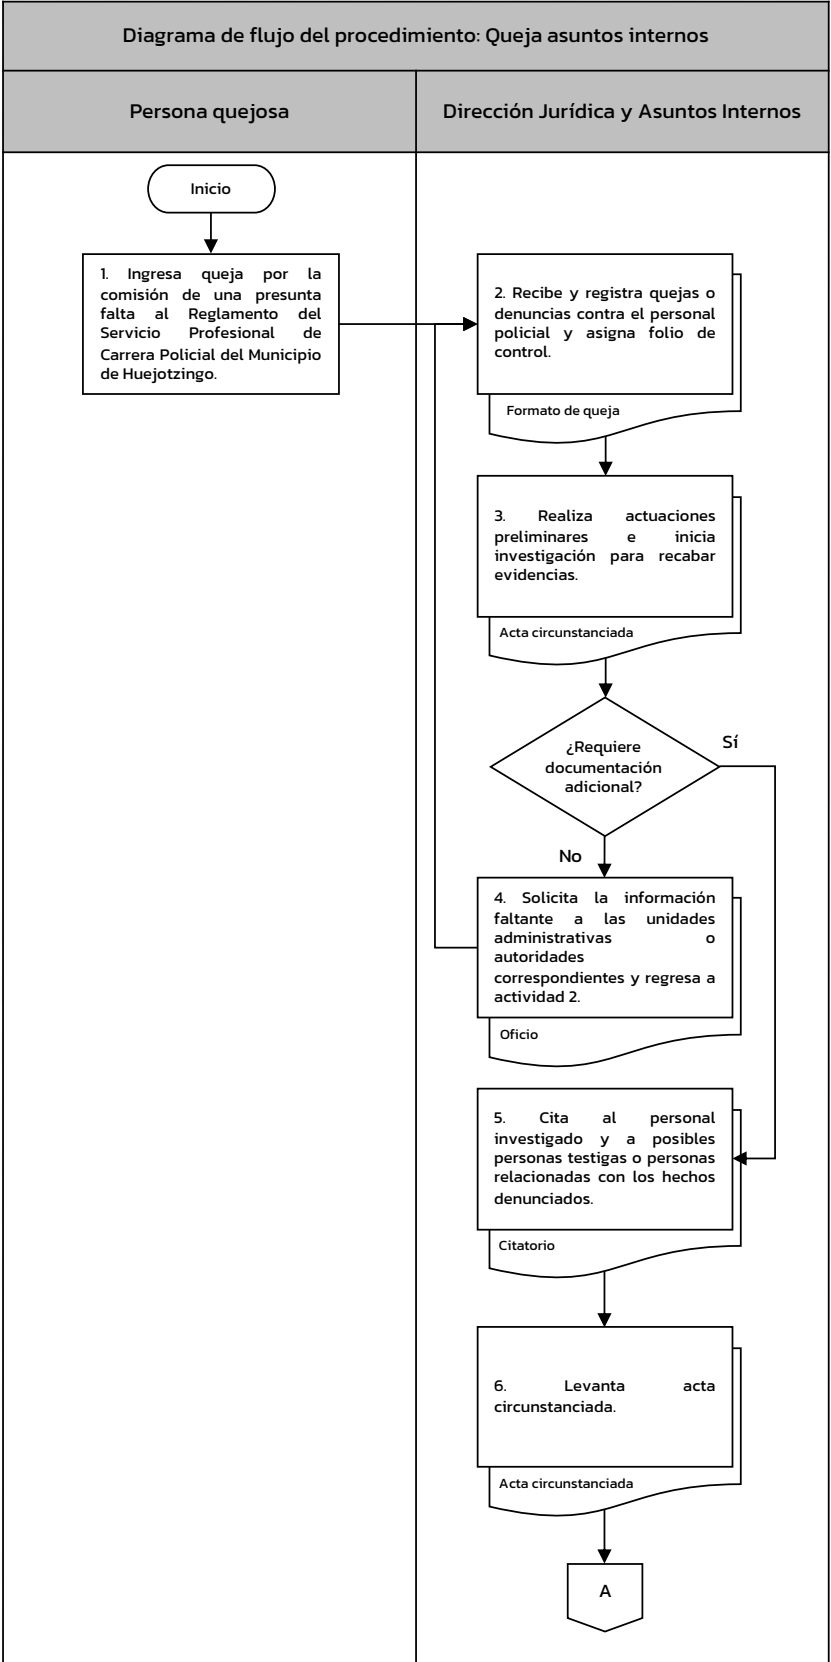 Diagrama de flujo del procedimiento: Queja asuntos internos
Persona quejosa
Dirección Jurídica y Asuntos Internos
Inicio
1. Ingresa queja por la
comisión de una presunta
falta al Reglamento del
Servicio Profesional de
Carrera Policial del Municipio
de Huejotzingo.
2. Recibe y registra quejas o
denuncias contra el personal
policial y asigna folio de
control.
Formato de queja
3. Realiza actuaciones
preliminares e inicia
investigación para recabar
evidencias.
Acta circunstanciada
¿Requiere
documentación
adicional?
Sí
No
4. Solicita la información
faltante a las unidades
administrativas o
autoridades
correspondientes y regresa a
actividad 2.
Oficio
5. Cita al personal
investigado y a posibles
personas testigas o personas
relacionadas con los hechos
denunciados.
Citatorio
6. Levanta acta
circunstanciada.
Acta circunstanciada
A